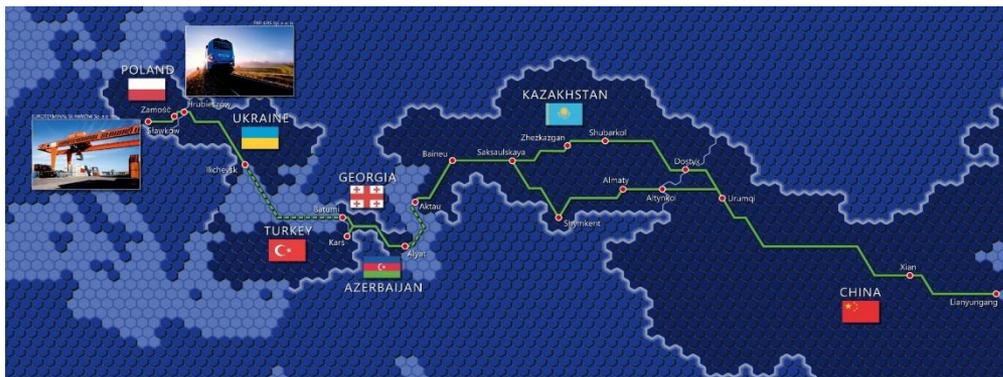 POLAND
Zamość
Hrubieszów
Sławków
UKRAINE
Ilichevsk
GEORGIA
Batumi
TURKEY
Kars
AZERBAIJAN
Alyat
Aktau
Baineu
Saksaulskaya
KAZAKHSTAN
Zhezkazgan
Shubarkol
Dostyk
Almaty
Altynkol
Shymkent
Urumqi
CHINA
Xian
Lianyungang